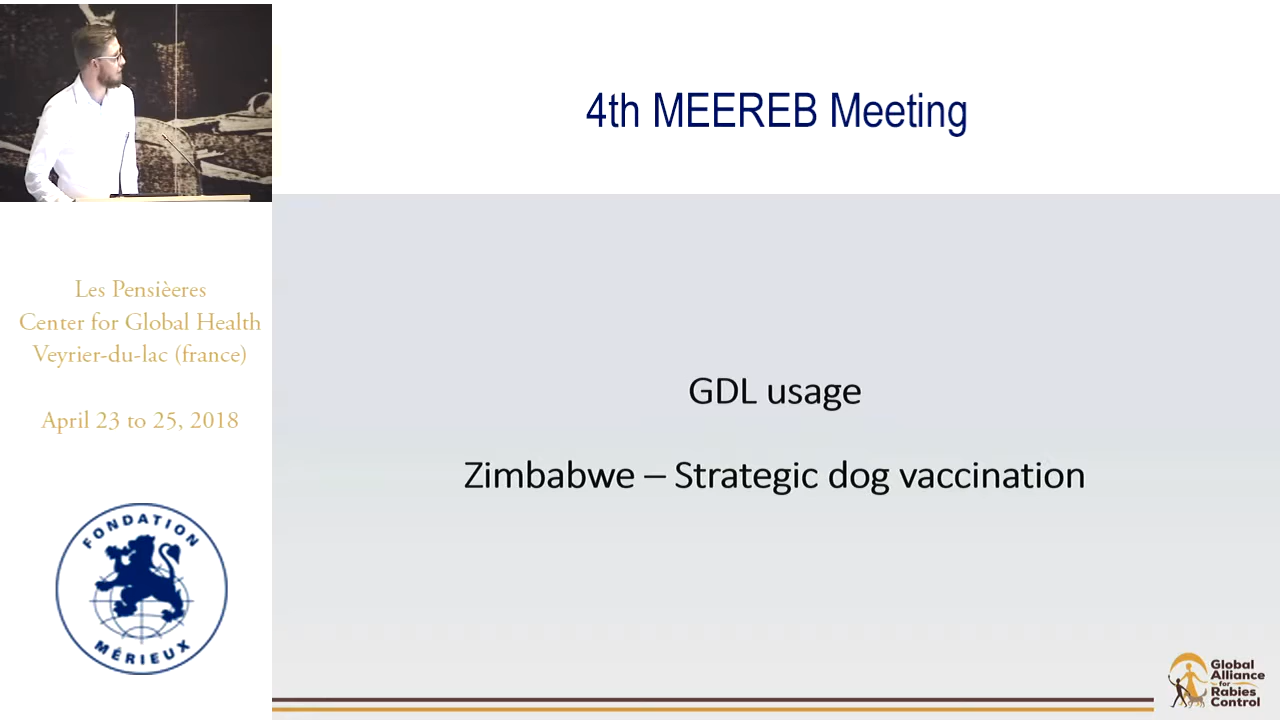 4th MEEREB Meeting
Les Pensièeres
Center for Global Health
Veyrier-du-lac (france)
April 23 to 25, 2018
FONDATION
MÉRIEUX
GDL usage
Zimbabwe – Strategic dog vaccination
Global
Alliance
for
Rabies
Control